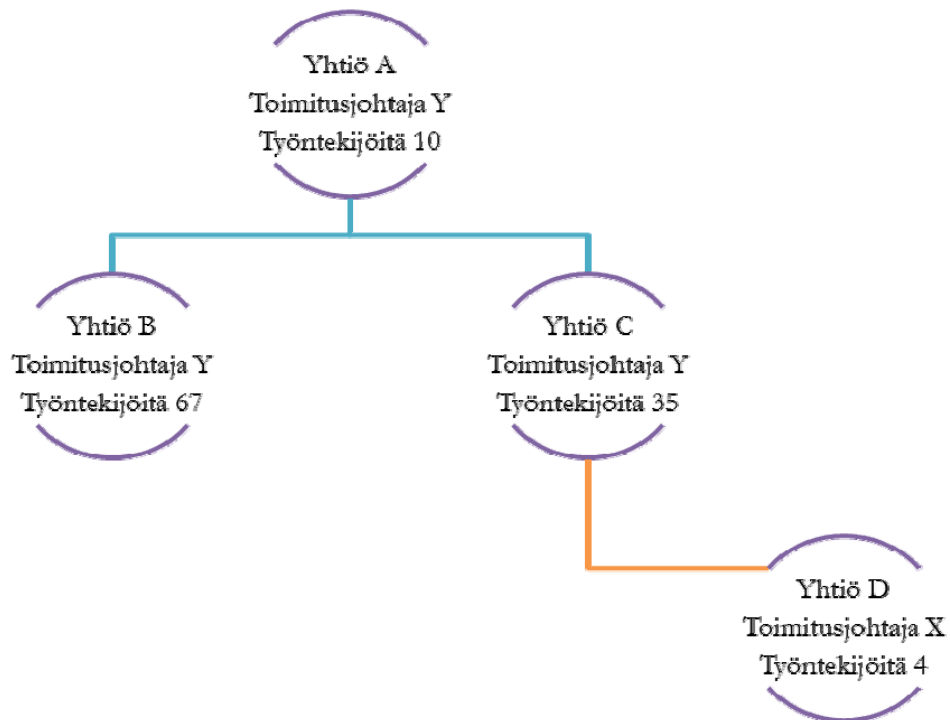 Yhtiö A
Toimitusjohtaja Y
Työntekijöitä 10
Yhtiö B
Toimitusjohtaja Y
Työntekijöitä 67
Yhtiö C
Toimitusjohtaja Y
Työntekijöitä 35
Yhtiö D
Toimitusjohtaja X
Työntekijöitä 4